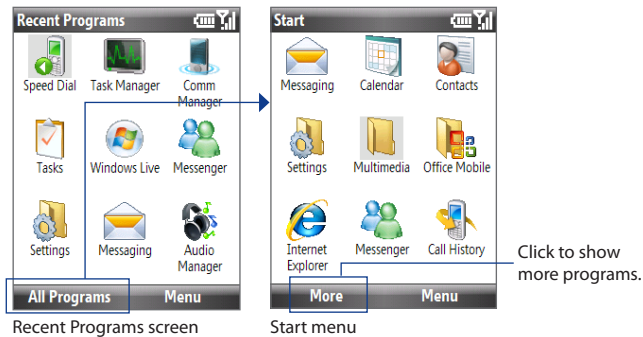 Recent Programs
Speed Dial Task Manager Comm Manager
Tasks Windows Live Messenger
Settings Messaging Audio Manager
All Programs Menu
Recent Programs screen
Start
Messaging Calendar Contacts
Settings Multimedia Office Mobile
Internet Explorer Messenger Call History
More Menu
Start menu
Click to show
more programs.